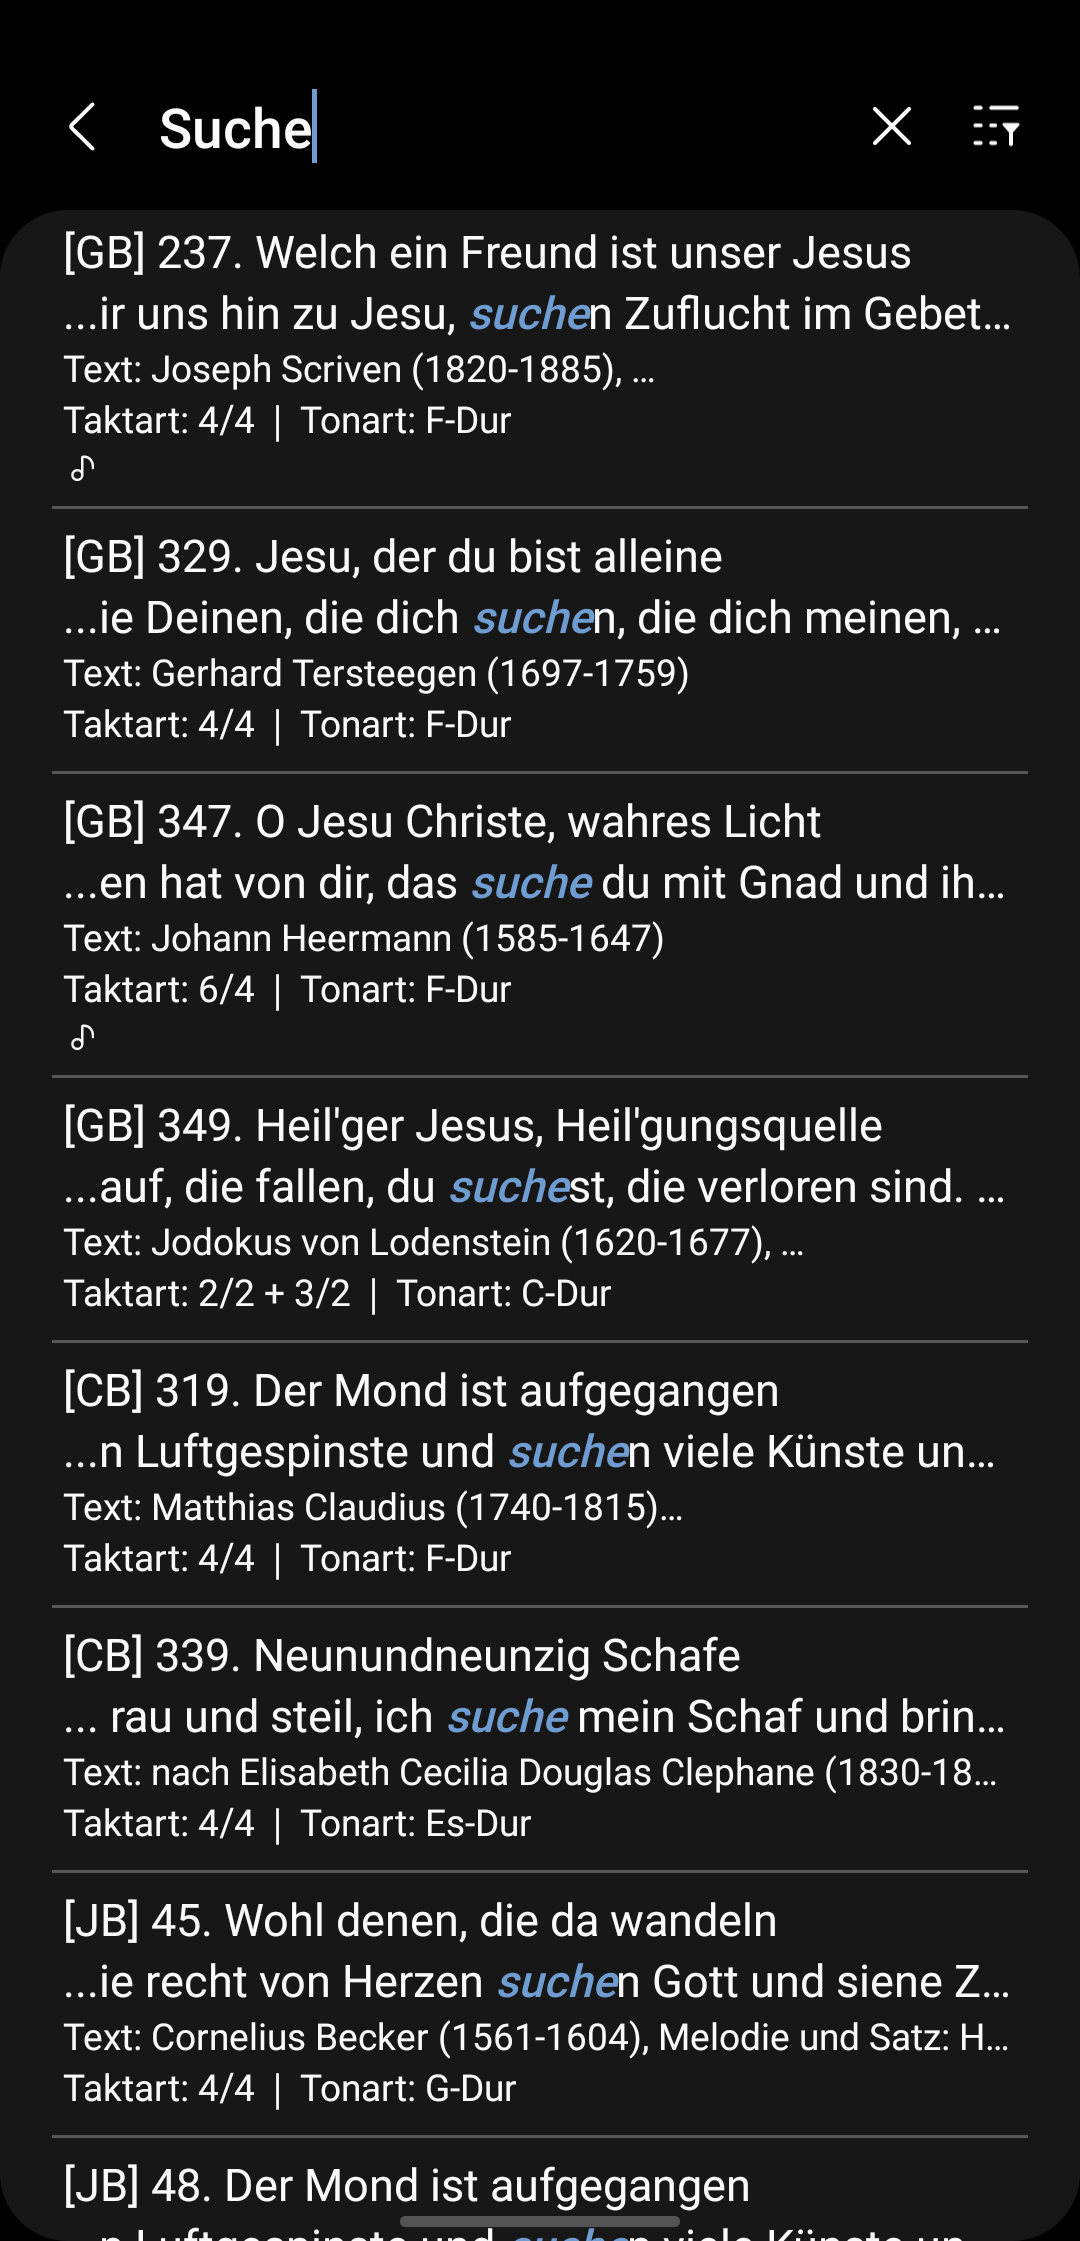 Suche
[GB] 237. Welch ein Freund ist unser Jesus
...ir uns hin zu Jesu, suchen Zuflucht im Gebet...
Text: Joseph Scriven (1820-1885), ...
Taktart: 4/4 | Tonart: F-Dur
[GB] 329. Jesu, der du bist alleine
...ie Deinen, die dich suchen, die dich meinen, ...
Text: Gerhard Tersteegen (1697-1759)
Taktart: 4/4 | Tonart: F-Dur
[GB] 347. O Jesu Christe, wahres Licht
...en hat von dir, das suche du mit Gnad und ih...
Text: Johann Heermann (1585-1647)
Taktart: 6/4 | Tonart: F-Dur
[GB] 349. Heil'ger Jesus, Heil'gungsquelle
...auf, die fallen, du suchest, die verloren sind. ...
Text: Jodokus von Lodenstein (1620-1677), ...
Taktart: 2/2 + 3/2 | Tonart: C-Dur
[CB] 319. Der Mond ist aufgegangen
...n Luftgespinste und suchen viele Künste un...
Text: Matthias Claudius (1740-1815)...
Taktart: 4/4 | Tonart: F-Dur
[CB] 339. Neunundneunzig Schafe
... rau und steil, ich suche mein Schaf und brin...
Text: nach Elisabeth Cecilia Douglas Clephane (1830-18...
Taktart: 4/4 | Tonart: Es-Dur
[JB] 45. Wohl denen, die da wandeln
...ie recht von Herzen suchen Gott und siene Z...
Text: Cornelius Becker (1561-1604), Melodie und Satz: H...
Taktart: 4/4 | Tonart: G-Dur
[JB] 48. Der Mond ist aufgegangen
...n Luftgespinste und suchen viele Künste un...